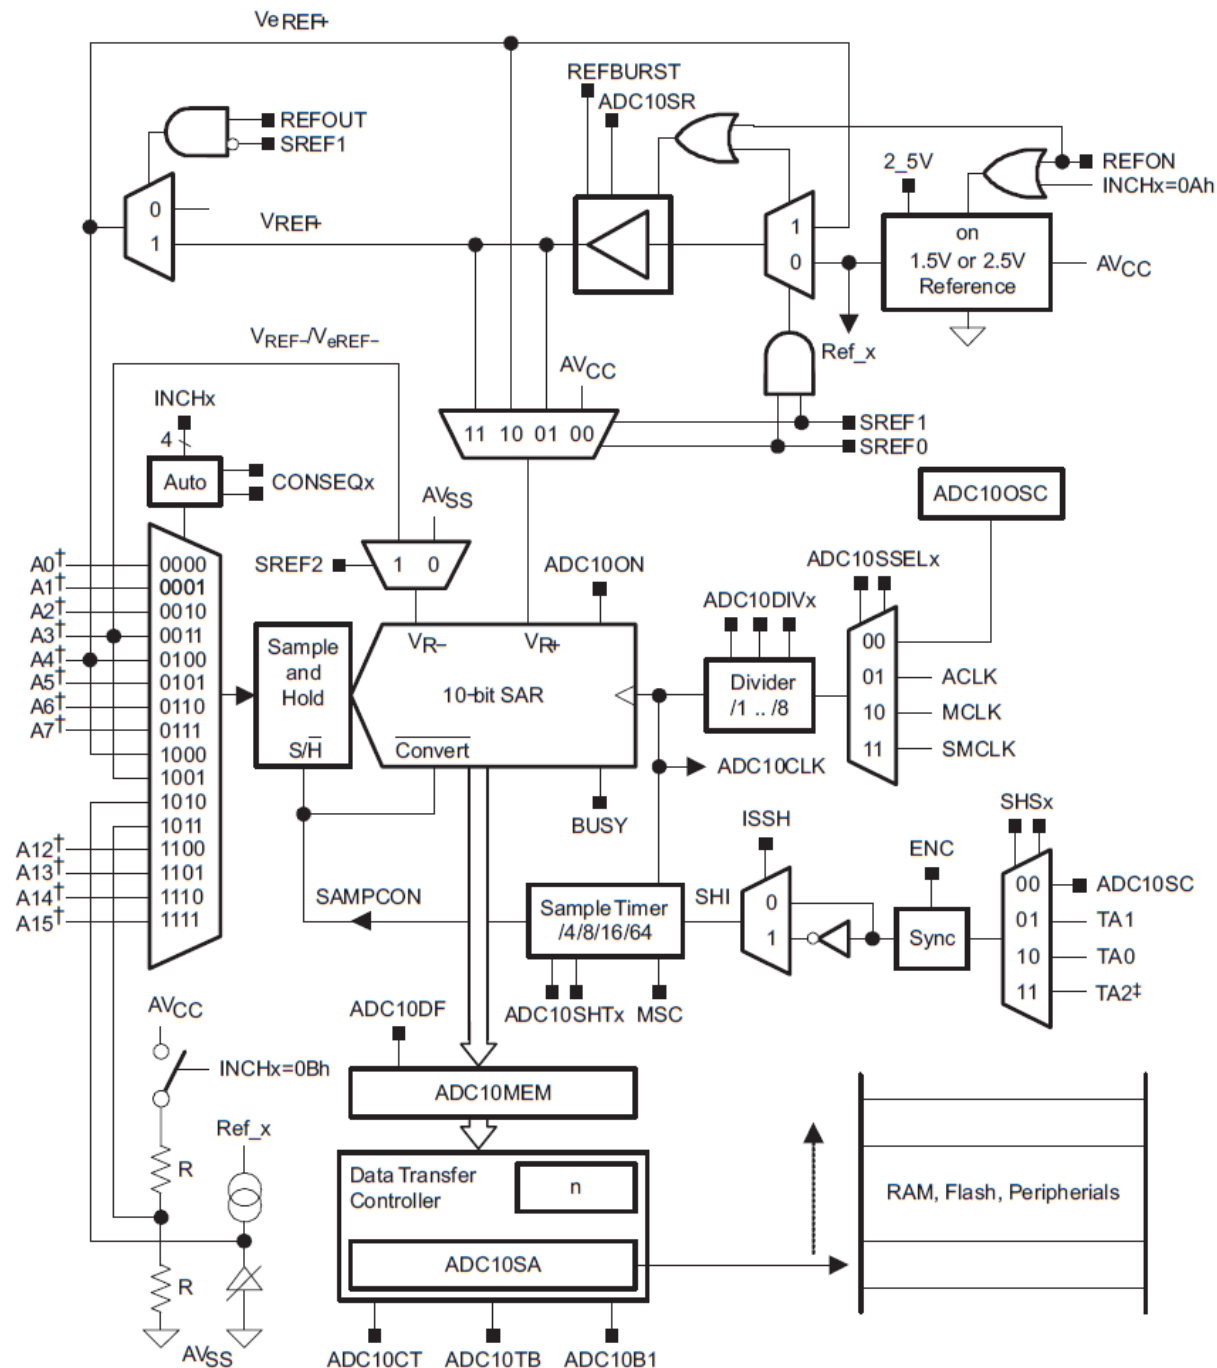 VeREF+
REFBURST
ADC10SR
REFOUT
SREF1
2_5V
REFON
INCHx=0Ah
0
1
VREF+
1
0
on
1.5V or 2.5V
Reference
AVCC
VREF–/VeREF–
Ref_x
AVCC
INCHx
4
11 10 01 00
SREF1
SREF0
Auto
CONSEQx
AVSS
ADC10OSC
SREF2
1 0
ADC10ON
ADC10SSELx
A0† 0000
A1† 0001
A2† 0010
A3† 0011
A4† 0100
A5† 0101
A6† 0110
A7† 0111
1000
1001
1010
1011
A12† 1100
A13† 1101
A14† 1110
A15† 1111
Sample
and
Hold
S/H
VR–
VR+
10–bit SAR
Convert
ADC10DIVx
Divider
/1 .. /8
00
01 ACLK
10 MCLK
11 SMCLK
ADC10CLK
BUSY
ISSH
SHSx
ENC
SAMPCON
Sample Timer
/4/8/16/64
SHI
0
1
Sync
00 ADC10SC
01 TA1
10 TA0
11 TA2‡
ADC10SHTx MSC
AVCC
ADC10DF
INCHx=0Bh
ADC10MEM
Ref_x
R
Data Transfer
Controller
n
RAM, Flash, Peripherials
R
ADC10SA
AVSS
ADC10CT ADC10TB ADC10B1